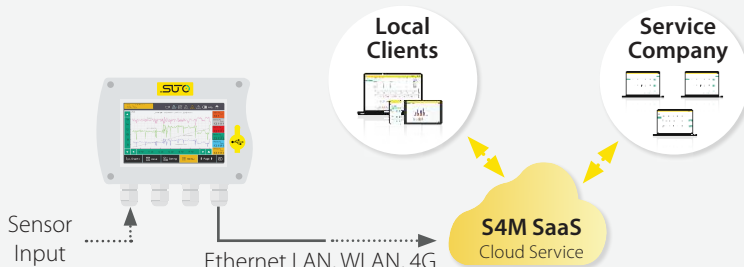 Local
Clients
Service
Company
SUTO
Sensor
Input
Ethernet LAN, WLAN, 4G
S4M SaaS
Cloud Service